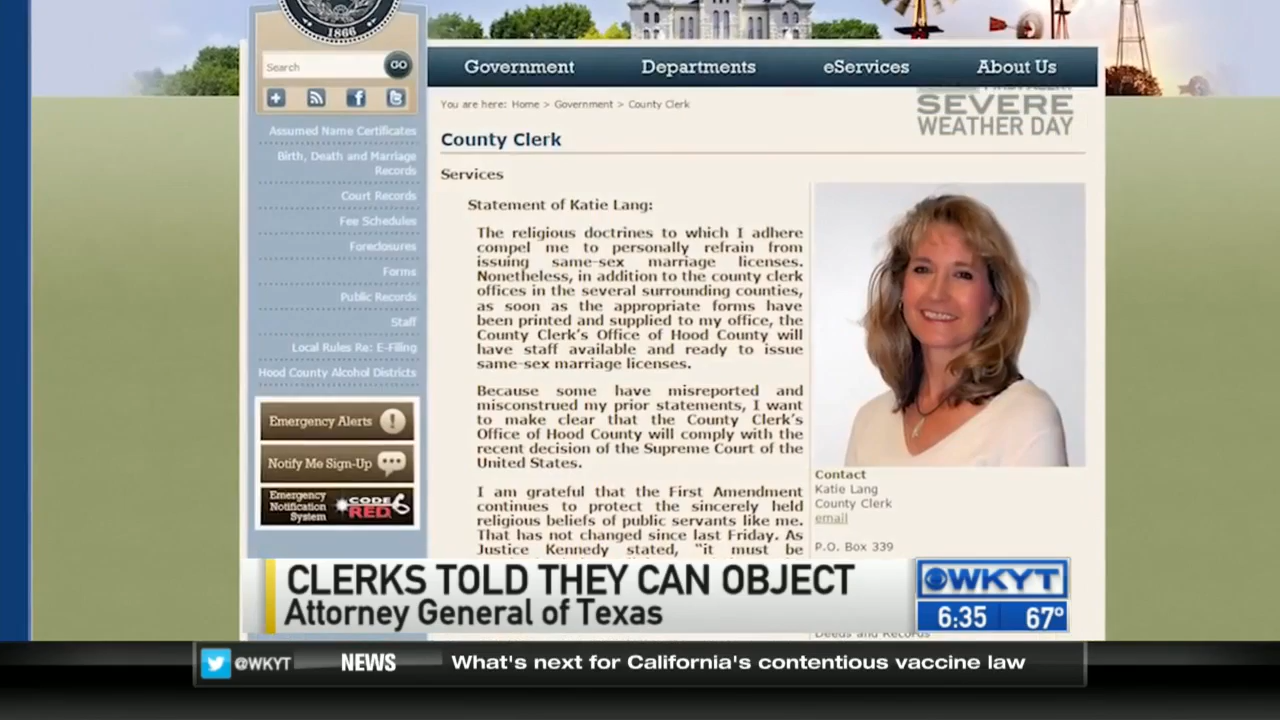 1866
Search
GO
Government
Departments
eServices
About Us
You are here: Home > Government > County Clerk
SEVERE
WEATHER DAY
Assumed Name Certificates
Birth, Death and Marriage
Records
Court Records
Fee Schedules
Foreclosures
Forms
Public Records
Staff
Local Rules Re: E-Filing
Hood County Alcohol Districts
Emergency Alerts
Notify Me Sign-Up
Emergency
Notification
System
CODE
RED
County Clerk
Services
Statement of Katie Lang:
The religious doctrines to which I adhere
compel me to personally refrain from
issuing same-sex marriage licenses.
Nonetheless, in addition to the county clerk
offices in the several surrounding counties,
as soon as the appropriate forms have
been printed and supplied to my office, the
County Clerk's Office of Hood County will
have staff available and ready to issue
same-sex marriage licenses.
Because some have misreported and
misconstrued my prior statements, I want
to make clear that the County Clerk's
Office of Hood County will comply with the
recent decision of the Supreme Court of the
United States.
I am grateful that the First Amendment
continues to protect the sincerely held
religious beliefs of public servants like me.
That has not changed since last Friday. As
Justice Kennedy stated, "it must be
Contact
Katie Lang
County Clerk
email
P.O. Box 339
Deeds and Records
CLERKS TOLD THEY CAN OBJECT
Attorney General of Texas
WKYT
6:35 67°
@WKYT
NEWS
What's next for California's contentious vaccine law